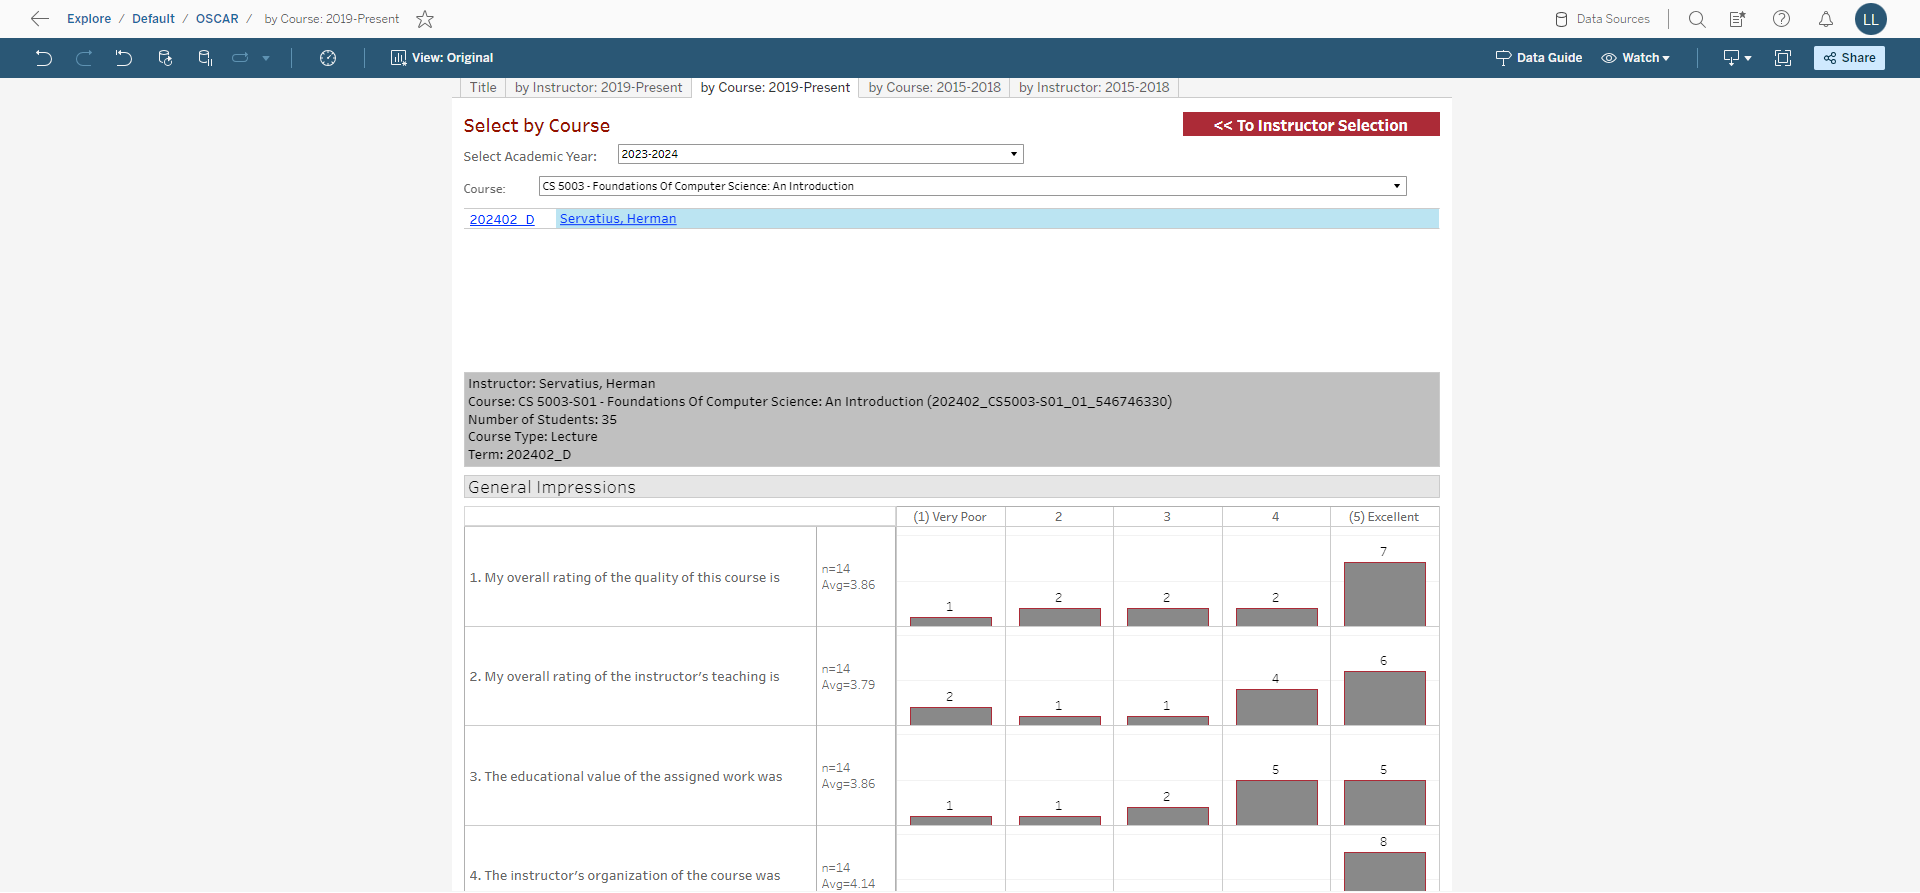 Explore / Default / OSCAR / by Course: 2019-Present
Data Sources
LL
View: Original
Data Guide
Watch
Share
Title
by Instructor: 2019-Present
by Course: 2019-Present
by Course: 2015-2018
by Instructor: 2015-2018
Select by Course
<< To Instructor Selection
Select Academic Year:
2023-2024
Course:
CS 5003 - Foundations Of Computer Science: An Introduction
202402_D
Servatius, Herman
Instructor: Servatius, Herman
Course: CS 5003-S01 - Foundations Of Computer Science: An Introduction (202402_CS5003-S01_01_546746330)
Number of Students: 35
Course Type: Lecture
Term: 202402_D
General Impressions
(1) Very Poor
2
3
4
(5) Excellent
1. My overall rating of the quality of this course is
n=14
Avg=3.86
1
2
2
2
7
2. My overall rating of the instructor's teaching is
n=14
Avg=3.79
2
1
1
4
6
3. The educational value of the assigned work was
n=14
Avg=3.86
1
1
2
5
5
4. The instructor's organization of the course was
n=14
Avg=4.14
8